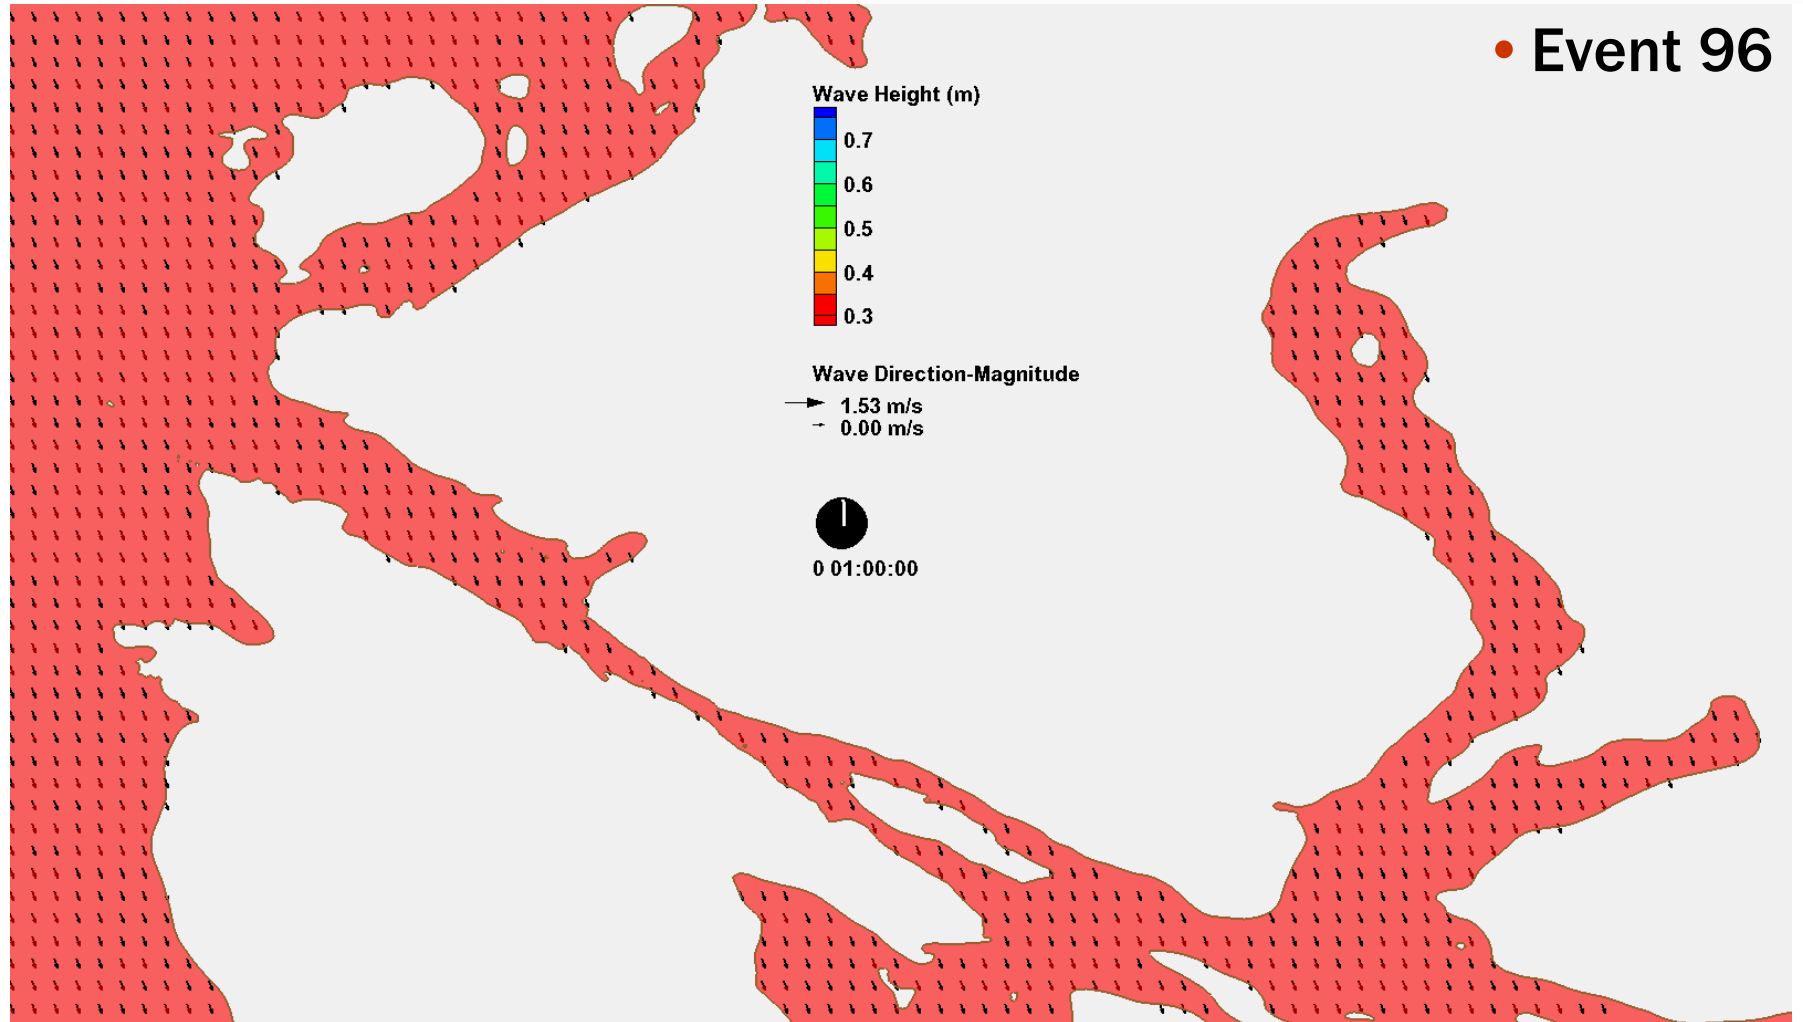 • Event 96
Wave Height (m)
0.7
0.6
0.5
0.4
0.3
Wave Direction-Magnitude
1.53 m/s
0.00 m/s
0 01:00:00